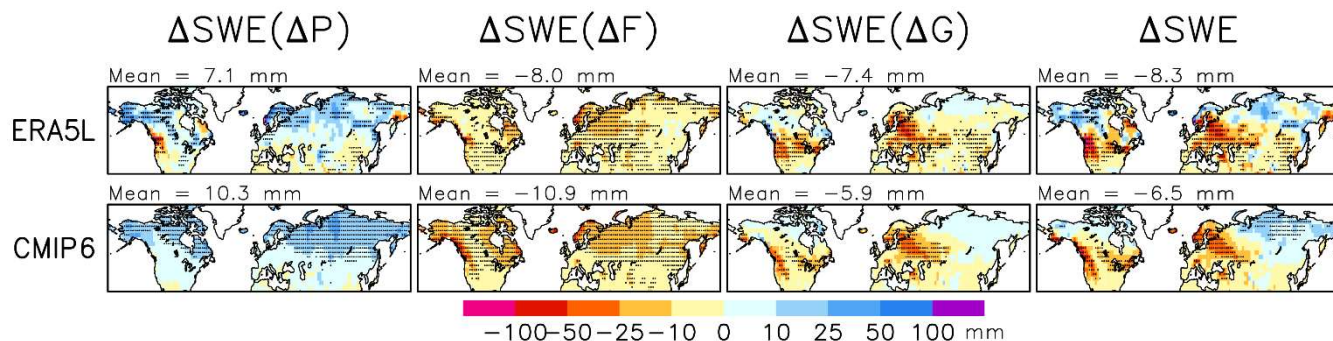 ΔSWE(ΔP) ΔSWE(ΔF) ΔSWE(ΔG) ΔSWE
Mean = 7.1 mm Mean = −8.0 mm Mean = −7.4 mm Mean = −8.3 mm
ERA5L
Mean = 10.3 mm Mean = −10.9 mm Mean = −5.9 mm Mean = −6.5 mm
CMIP6
−100 −50 −25 −10 0 10 25 50 100 mm